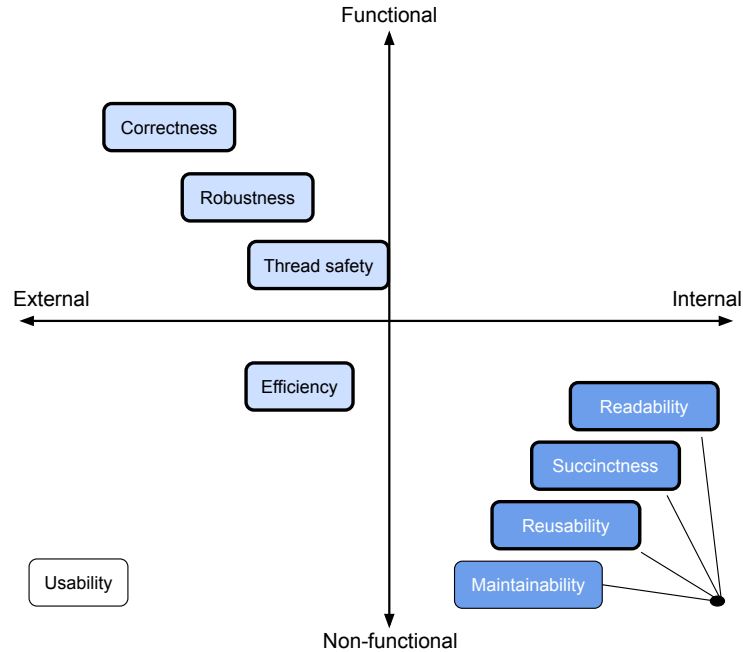 Functional
Correctness
Robustness
Thread safety
External
Internal
Efficiency
Readability
Succinctness
Reusability
Usability
Maintainability
Non-functional